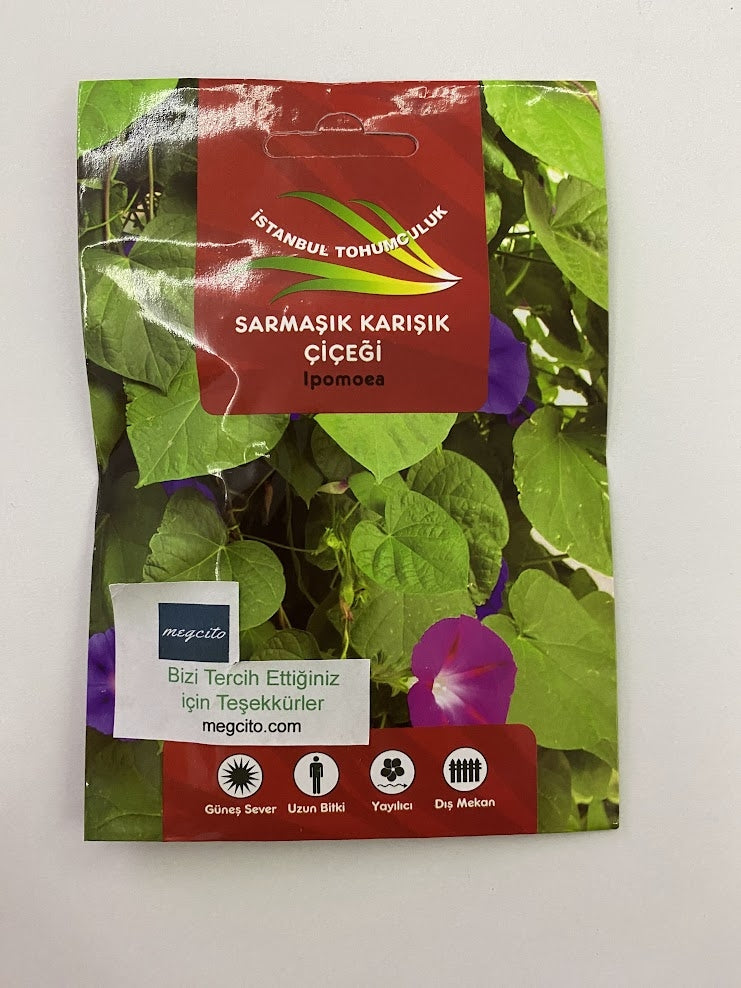 İSTANBUL TOHUMCULUK
SARMAŞIK KARIŞIK
ÇİÇEĞİ
Ipomoea
megcito
Bizi Tercih Ettiğiniz
için Teşekkürler
megcito.com
Güneş Sever Uzun Bitki Yayılıcı Dış Mekan